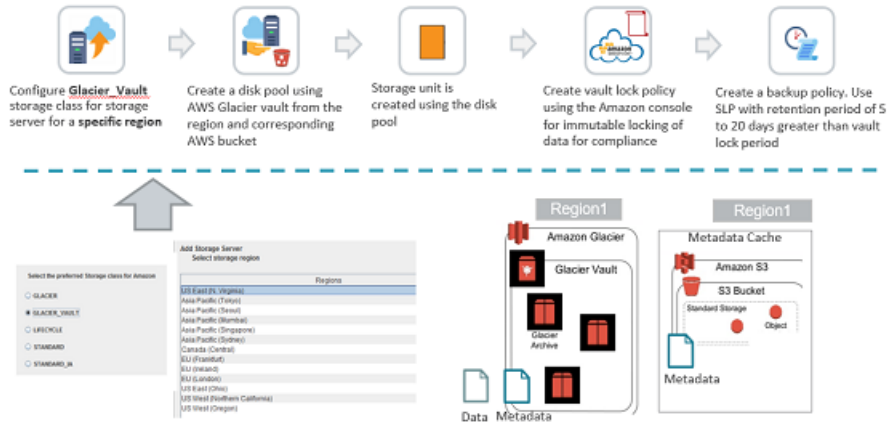 Configure Glacier_Vault
storage class for storage
server for a specific region
Create a disk pool using
AWS Glacier vault from the
region and corresponding
AWS bucket
Storage unit is
created using the disk
pool
amazon
Create vault lock policy
using the Amazon console
for immutable locking of
data for compliance
Create a backup policy. Use
SLP with retention period of 5
to 20 days greater than vault
lock period
Select the preferred Storage class for Amazon
GLACIER
GLACIER_VAULT
LIFECYCLE
STANDARD
STANDARD_IA
Add Storage Server
Select storage region
Regions
US East (N. Virginia)
Asia Pacific (Tokyo)
Asia Pacific (Seoul)
Asia Pacific (Mumbai)
Asia Pacific (Singapore)
Asia Pacific (Sydney)
Canada (Central)
EU (Frankfurt)
EU (Ireland)
EU (London)
US East (Ohio)
US West (Northern California)
US West (Oregon)
Region1
Amazon Glacier
Glacier Vault
Glacier
Archive
Data
Metadata
Region1
Metadata Cache
Amazon S3
S3 Bucket
Standard Storage
Object
Metadata